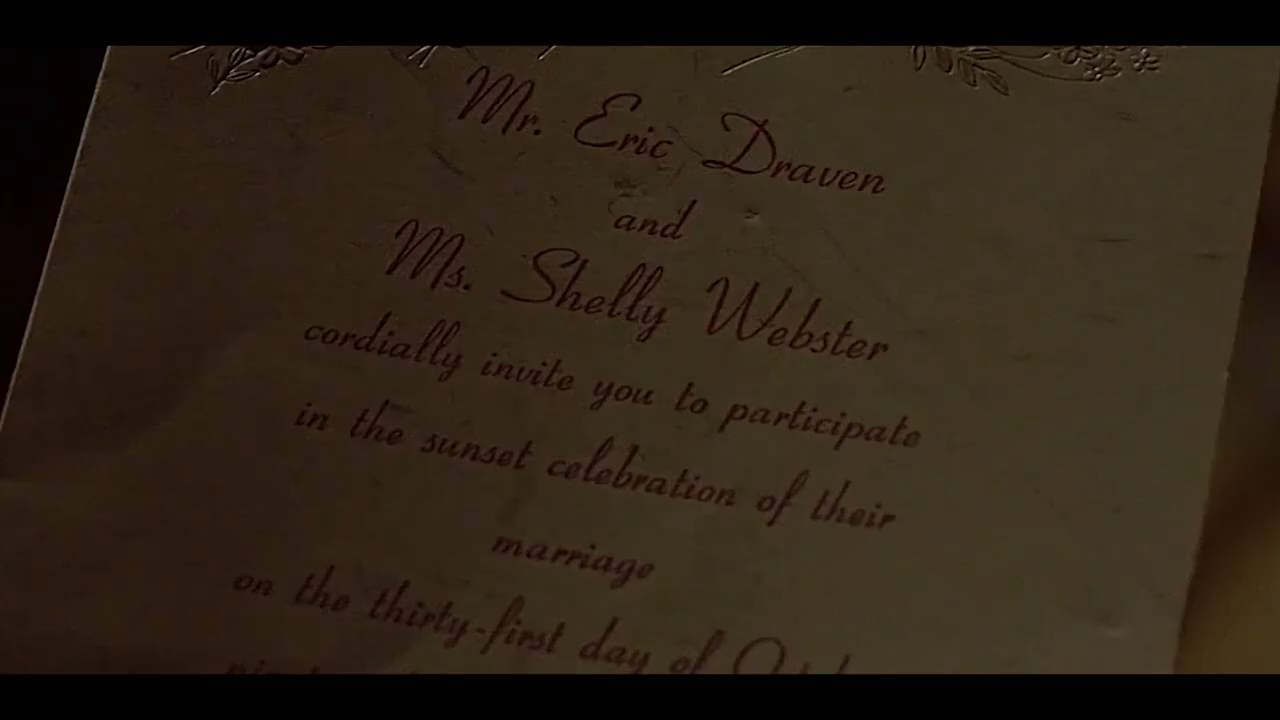 Mr. Eric Draven
and
Ms. Shelly Webster
cordially invite you to participate
in the sunset celebration of their
marriage
on the thirty-first day of